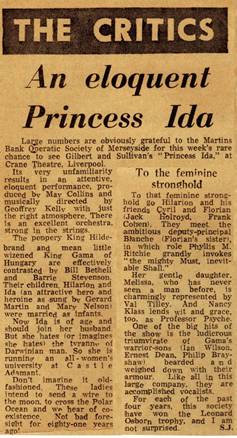 THE CRITICS
An eloquent
Princess Ida
Large numbers are obviously grateful to the Martins
Bank Operatic Society of Merseyside for this week's rare
chance to see Gilbert and Sullivan's "Princess Ida," at
Crane Theatre, Liverpool.
Its very unfamiliarity
results in an attentive,
eloquent performance, pro-
duced by May Collins and
musically directed by
Geoffrey Kelly with just
the right atmosphere. There
is an excellent orchestra,
strong in the strings.
The popery King Hilde-
brand and mean little
wizened King Gama of
Hungary are effectively
contrasted by Bill Bethell
and Barrie Stevenson.
Their children, Hilarion and
Ida (an attractive hero and
heroine as sung by Gerard
Martin and Mary Nelson)
were married as infants.
Now Ida is of age and
should join her husband.
But she hates (or imagines
she hates) the tyranny of
Darwinian man. So she is
running an all-women's
university at Castle
Adamant.
Don't imagine it old-
fashioned. These ladies
intend to send a wire to
the moon, to cross the Polar
Ocean and we hear of co-
existence. Not bad fore-
sight for eighty-one years
ago!
To the feminine
stronghold
To that feminine strong-
hold go Hilarion and his
friends Cyril and Florian
(Jack Holroyd, Frank
Cohen). They meet the
ambitious deputy-principal
Blanche (Florian's sister),
in which role Phyllis M.
Ritchie grandly invokes
"the mighty Must, inevit-
able Shall."
Her gentle daughter,
Melissa, who has never
seen a man before, is
charmingly represented by
Val Tilley. And Nancy
Klass lends wit and grace,
too, as Professor Psyche.
One of the big hits of
the show is the ludicrous
triumvirate of Gama's
warrior-sons (Ian Wilson,
Ernest Dean, Philip Bray-
shaw) bearded and
weighed down with their
armour. Like all in this
large company, they are
accomplished vocalists.
For each of the past
four years, this society
have won the Leonard
Osborn, trophy, and I am
not surprised. S.J.